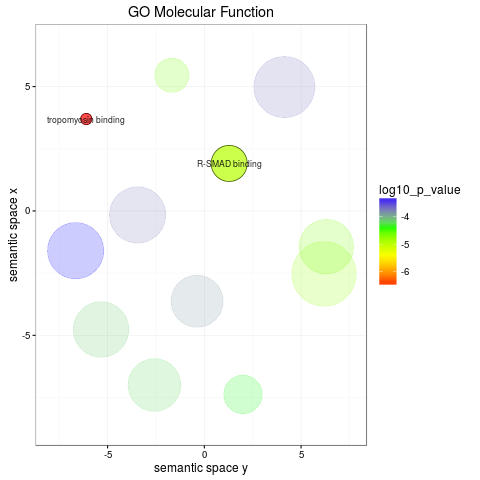 GO Molecular Function
5
0
-5
tropomyosin binding
R-SMAD binding
-5
0
5
semantic space y
semantic space x
log10_p_value
-4
-5
-6